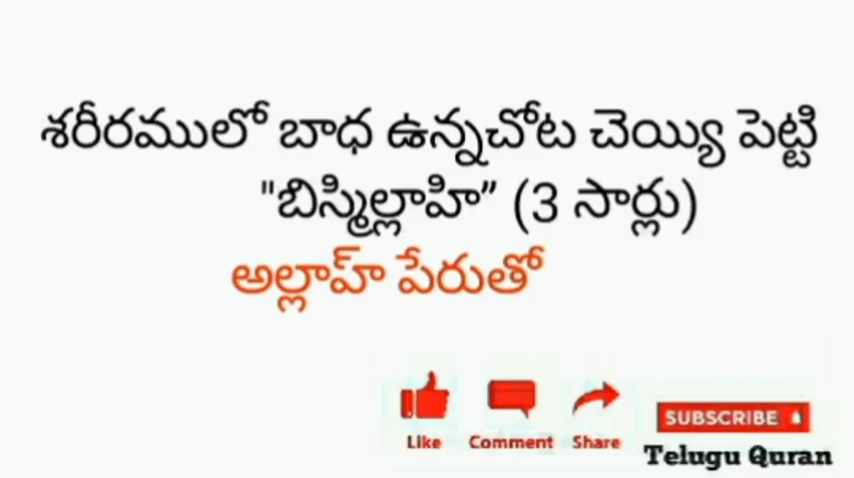 శరీరములో బాధ ఉన్నచోట చెయ్యి పెట్టి
"బిస్మిల్లాహి” (3 సార్లు)
అల్లాహ్ పేరుతో
Like Comment Share
SUBSCRIBE
Telugu Quran